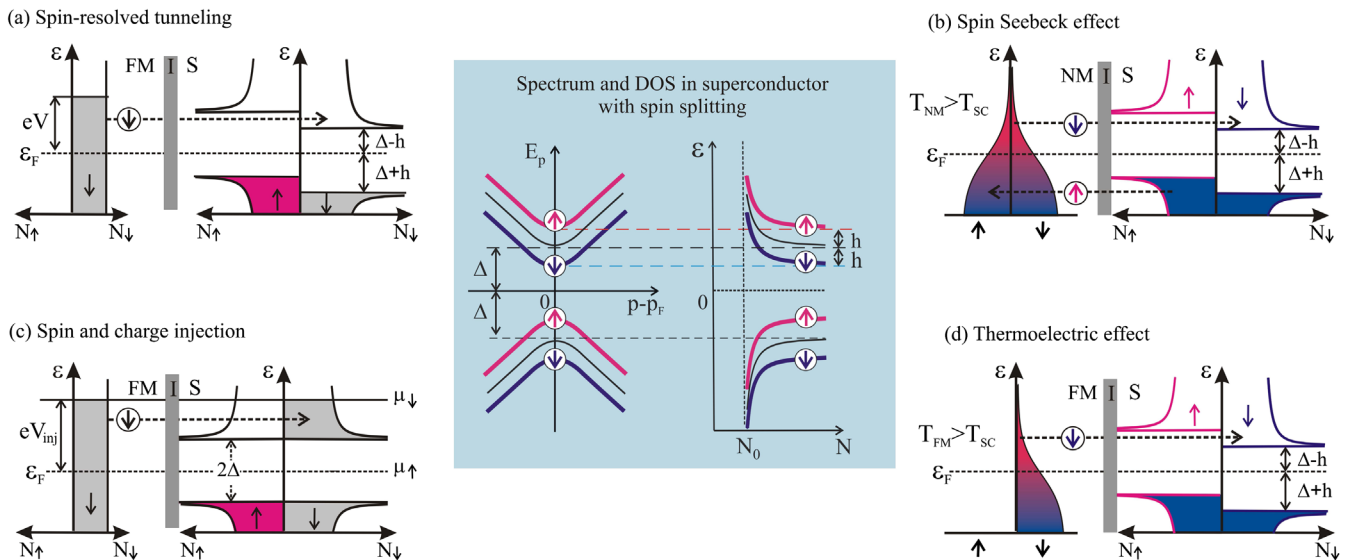 (a) Spin-resolved tunneling
ε
FM I S
ε
eV
ε_F
Δ-h
Δ+h
N↑ N↓
N↑ N↓
(b) Spin Seebeck effect
ε
NM I S
ε
T_NM>T_SC
ε_F
Δ-h
Δ+h
N↑ N↓
Spectrum and DOS in superconductor
with spin splitting
E_p
ε
h
h
Δ
Δ
0
p-p_F
0
N_0
N
(c) Spin and charge injection
ε
FM I S
ε
μ↓
eV_inj
ε_F
2Δ
μ↑
N↑ N↓
N↑ N↓
(d) Thermoelectric effect
ε
FM I S
ε
T_FM>T_SC
ε_F
Δ-h
Δ+h
N↑ N↓